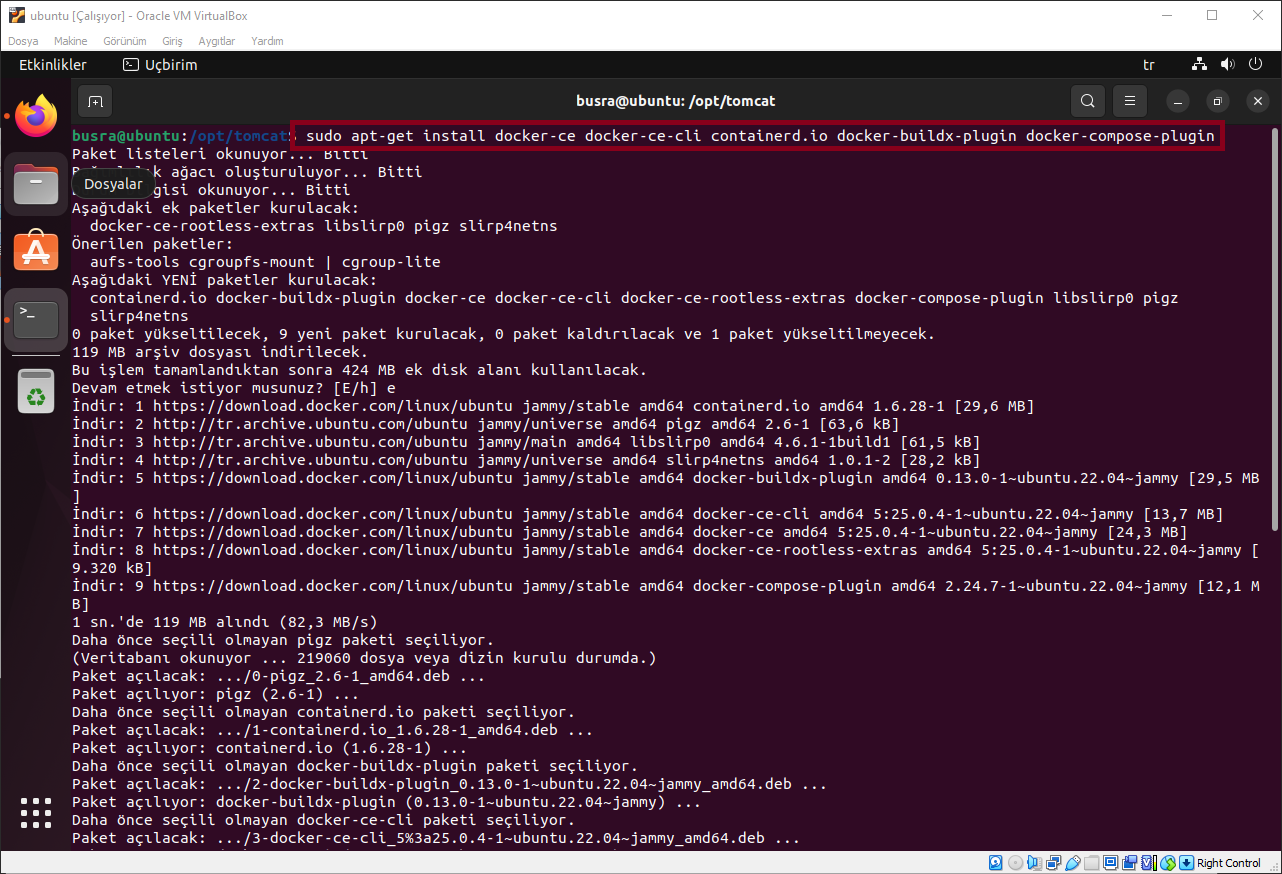 ubuntu [Çalışıyor] - Oracle VM VirtualBox
Dosya Makine Görünüm Giriş Aygıtlar Yardım
Etkinlikler Uçbirim tr
busra@ubuntu: /opt/tomcat
busra@ubuntu:/opt/tomcat$ sudo apt-get install docker-ce docker-ce-cli containerd.io docker-buildx-plugin docker-compose-plugin
Paket listeleri okunuyor... Bitti
ağacı oluşturuluyor... Bitti
Dosyalar
okunuyor... Bitti
Aşağıdaki ek paketler kurulacak:
docker-ce-rootless-extras libslirp0 pigz slirp4netns
Önerilen paketler:
aufs-tools cgroupfs-mount | cgroup-lite
Aşağıdaki YENİ paketler kurulacak:
containerd.io docker-buildx-plugin docker-ce docker-ce-cli docker-ce-rootless-extras docker-compose-plugin libslirp0 pigz
slirp4netns
0 paket yükseltilecek, 9 yeni paket kurulacak, 0 paket kaldırılacak ve 1 paket yükseltilmeyecek.
119 MB arşiv dosyası indirilecek.
Bu işlem tamamlandıktan sonra 424 MB ek disk alanı kullanılacak.
Devam etmek istiyor musunuz? [E/h] e
İndir: 1 https://download.docker.com/linux/ubuntu jammy/stable amd64 containerd.io amd64 1.6.28-1 [29,6 MB]
İndir: 2 http://tr.archive.ubuntu.com/ubuntu jammy/universe amd64 pigz amd64 2.6-1 [63,6 kB]
İndir: 3 http://tr.archive.ubuntu.com/ubuntu jammy/main amd64 libslirp0 amd64 4.6.1-1build1 [61,5 kB]
İndir: 4 http://tr.archive.ubuntu.com/ubuntu jammy/universe amd64 slirp4netns amd64 1.0.1-2 [28,2 kB]
İndir: 5 https://download.docker.com/linux/ubuntu jammy/stable amd64 docker-buildx-plugin amd64 0.13.0-1~ubuntu.22.04~jammy [29,5 MB
]
İndir: 6 https://download.docker.com/linux/ubuntu jammy/stable amd64 docker-ce-cli amd64 5:25.0.4-1~ubuntu.22.04~jammy [13,7 MB]
İndir: 7 https://download.docker.com/linux/ubuntu jammy/stable amd64 docker-ce amd64 5:25.0.4-1~ubuntu.22.04~jammy [24,3 MB]
İndir: 8 https://download.docker.com/linux/ubuntu jammy/stable amd64 docker-ce-rootless-extras amd64 5:25.0.4-1~ubuntu.22.04~jammy [
9.320 kB]
İndir: 9 https://download.docker.com/linux/ubuntu jammy/stable amd64 docker-compose-plugin amd64 2.24.7-1~ubuntu.22.04~jammy [12,1 M
B]
1 sn.'de 119 MB alındı (82,3 MB/s)
Daha önce seçili olmayan pigz paketi seçiliyor.
(Veritabanı okunuyor ... 219060 dosya veya dizin kurulu durumda.)
Paket açılacak: .../0-pigz_2.6-1_amd64.deb ...
Paket açılıyor: pigz (2.6-1) ...
Daha önce seçili olmayan containerd.io paketi seçiliyor.
Paket açılacak: .../1-containerd.io_1.6.28-1_amd64.deb ...
Paket açılıyor: containerd.io (1.6.28-1) ...
Daha önce seçili olmayan docker-buildx-plugin paketi seçiliyor.
Paket açılacak: .../2-docker-buildx-plugin_0.13.0-1~ubuntu.22.04~jammy_amd64.deb ...
Paket açılıyor: docker-buildx-plugin (0.13.0-1~ubuntu.22.04~jammy) ...
Daha önce seçili olmayan docker-ce-cli paketi seçiliyor.
Paket açılacak: .../3-docker-ce-cli_5%3a25.0.4-1~ubuntu.22.04~jammy_amd64.deb ...
Right Control